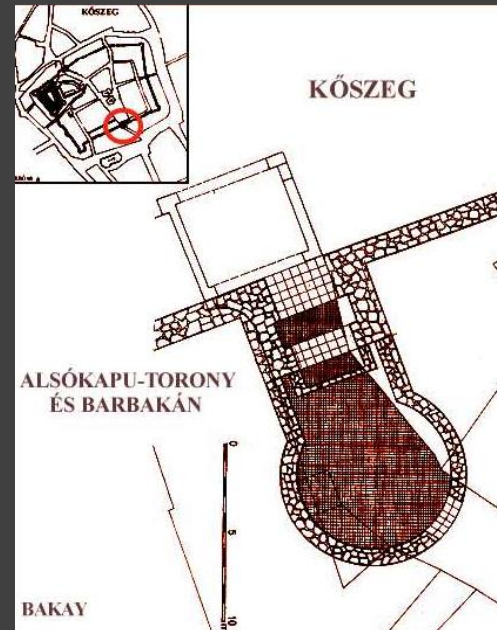 KŐSZEG
KŐSZEG
ALSÓKAPU-TORONY
ÉS BARBAKÁN
0
5
10
BAKAY